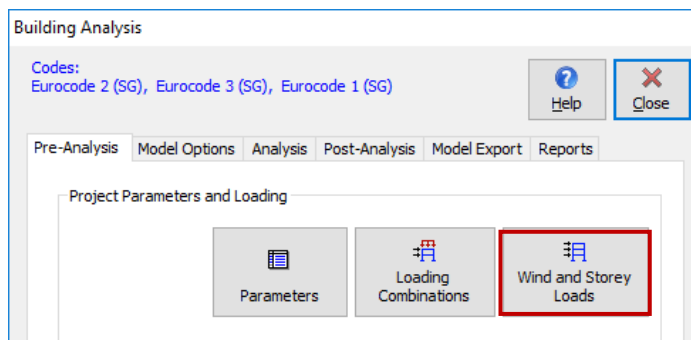 Building Analysis
Codes:
Eurocode 2 (SG), Eurocode 3 (SG), Eurocode 1 (SG)
Help
Close
Pre-Analysis
Model Options
Analysis
Post-Analysis
Model Export
Reports
Project Parameters and Loading
Parameters
Loading
Combinations
Wind and Storey
Loads